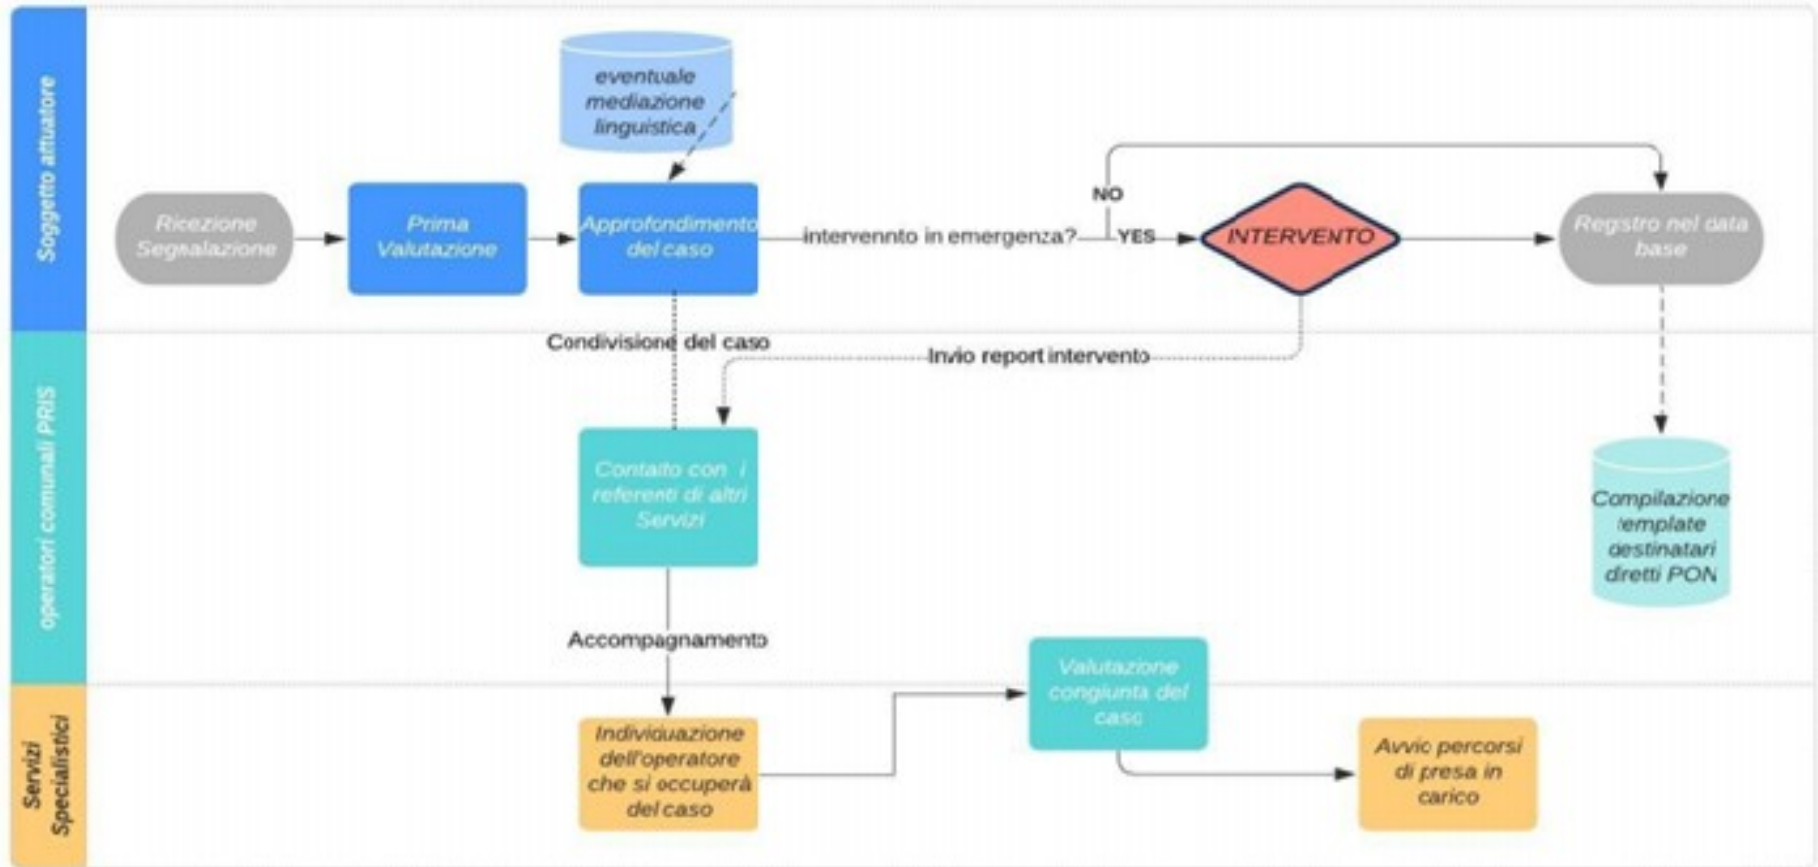 Soggetto attuatore
eventuale
mediazione
linguistica
Ricezione
Segnalazione
Prima
Valutazione
Approfondimento
del caso
intervennto in emergenza?
NO
YES
INTERVENTO
Registro nel data
base
operatori comunali PRIS
Condivisione del caso
Invio report intervento
Contatto con i
referenti di altri
Servizi
Compilazione
template
destinatari
diretti PON
Accompagnamento
Valutazione
congiunta del
caso
Servizi
Specialistici
Individuazione
dell'operatore
che si occuperà
del caso
Avvio percorsi
di presa in
carico